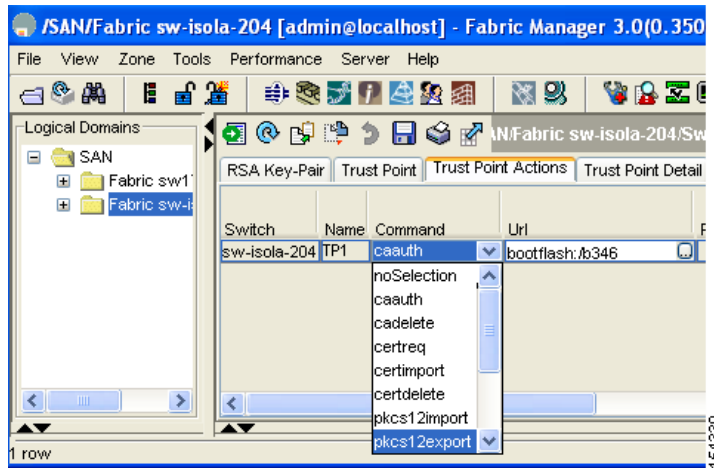 /SAN/Fabric sw-isola-204 [admin@localhost] - Fabric Manager 3.0(0.350
File View Zone Tools Performance Server Help
Logical Domains
SAN
Fabric sw1
Fabric sw-i
AN/Fabric sw-isola-204/Sw
RSA Key-Pair Trust Point Trust Point Actions Trust Point Detail
Switch Name Command Url
sw-isola-204 TP1 caauth bootflash:/b346
noSelection
caauth
cadelete
certreq
certimport
certdelete
pkcs12import
pkcs12export
1 row